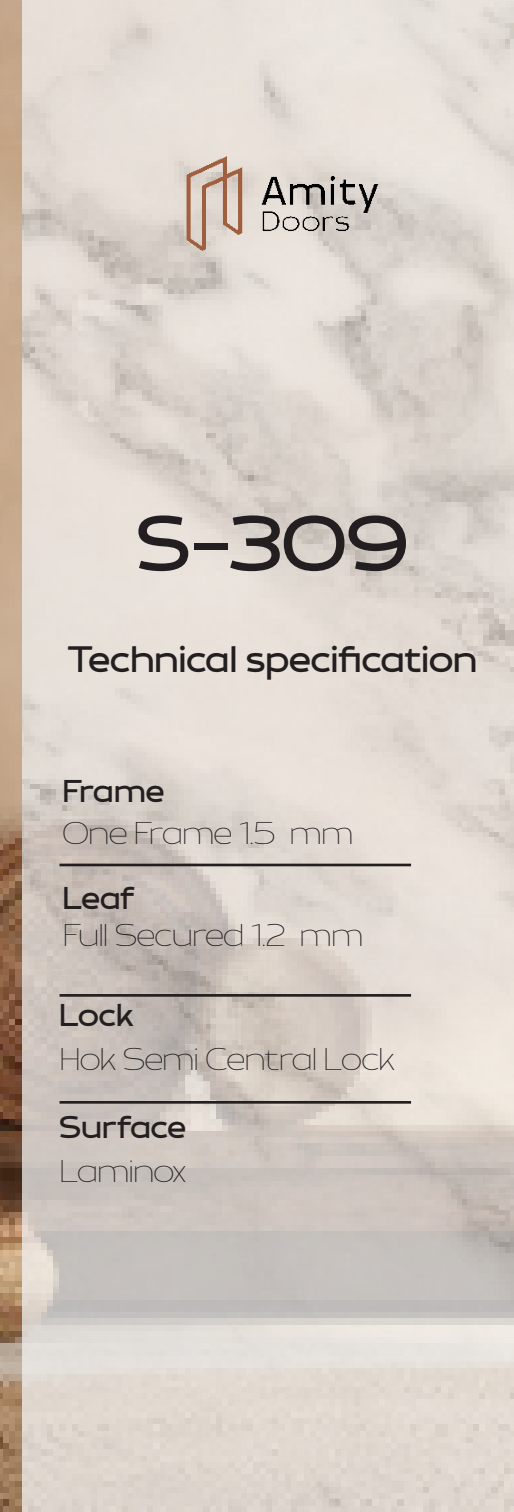 Amity
Doors
S-309
Technical specification
Frame
One Frame 1.5 mm
Leaf
Full Secured 1.2 mm
Lock
Hok Semi Central Lock
Surface
Laminox